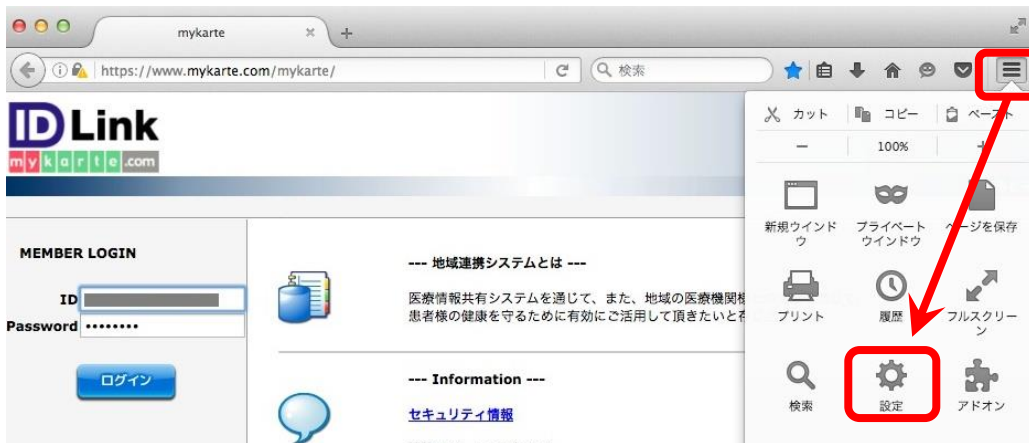 mykarte
https://www.mykarte.com/mykarte/
検索
ID Link
mykarte.com
カット コピー ペースト
100%
新規ウインドウ
プライベートウインドウ
ページを保存
プリント
履歴
フルスクリーン
検索
設定
アドオン
MEMBER LOGIN
ID
Password ••••••••
ログイン
--- 地域連携システムとは ---
医療情報共有システムを通じて、また、地域の医療機関
患者様の健康を守るために有効にご活用して頂きたいと
--- Information ---
セキュリティ情報